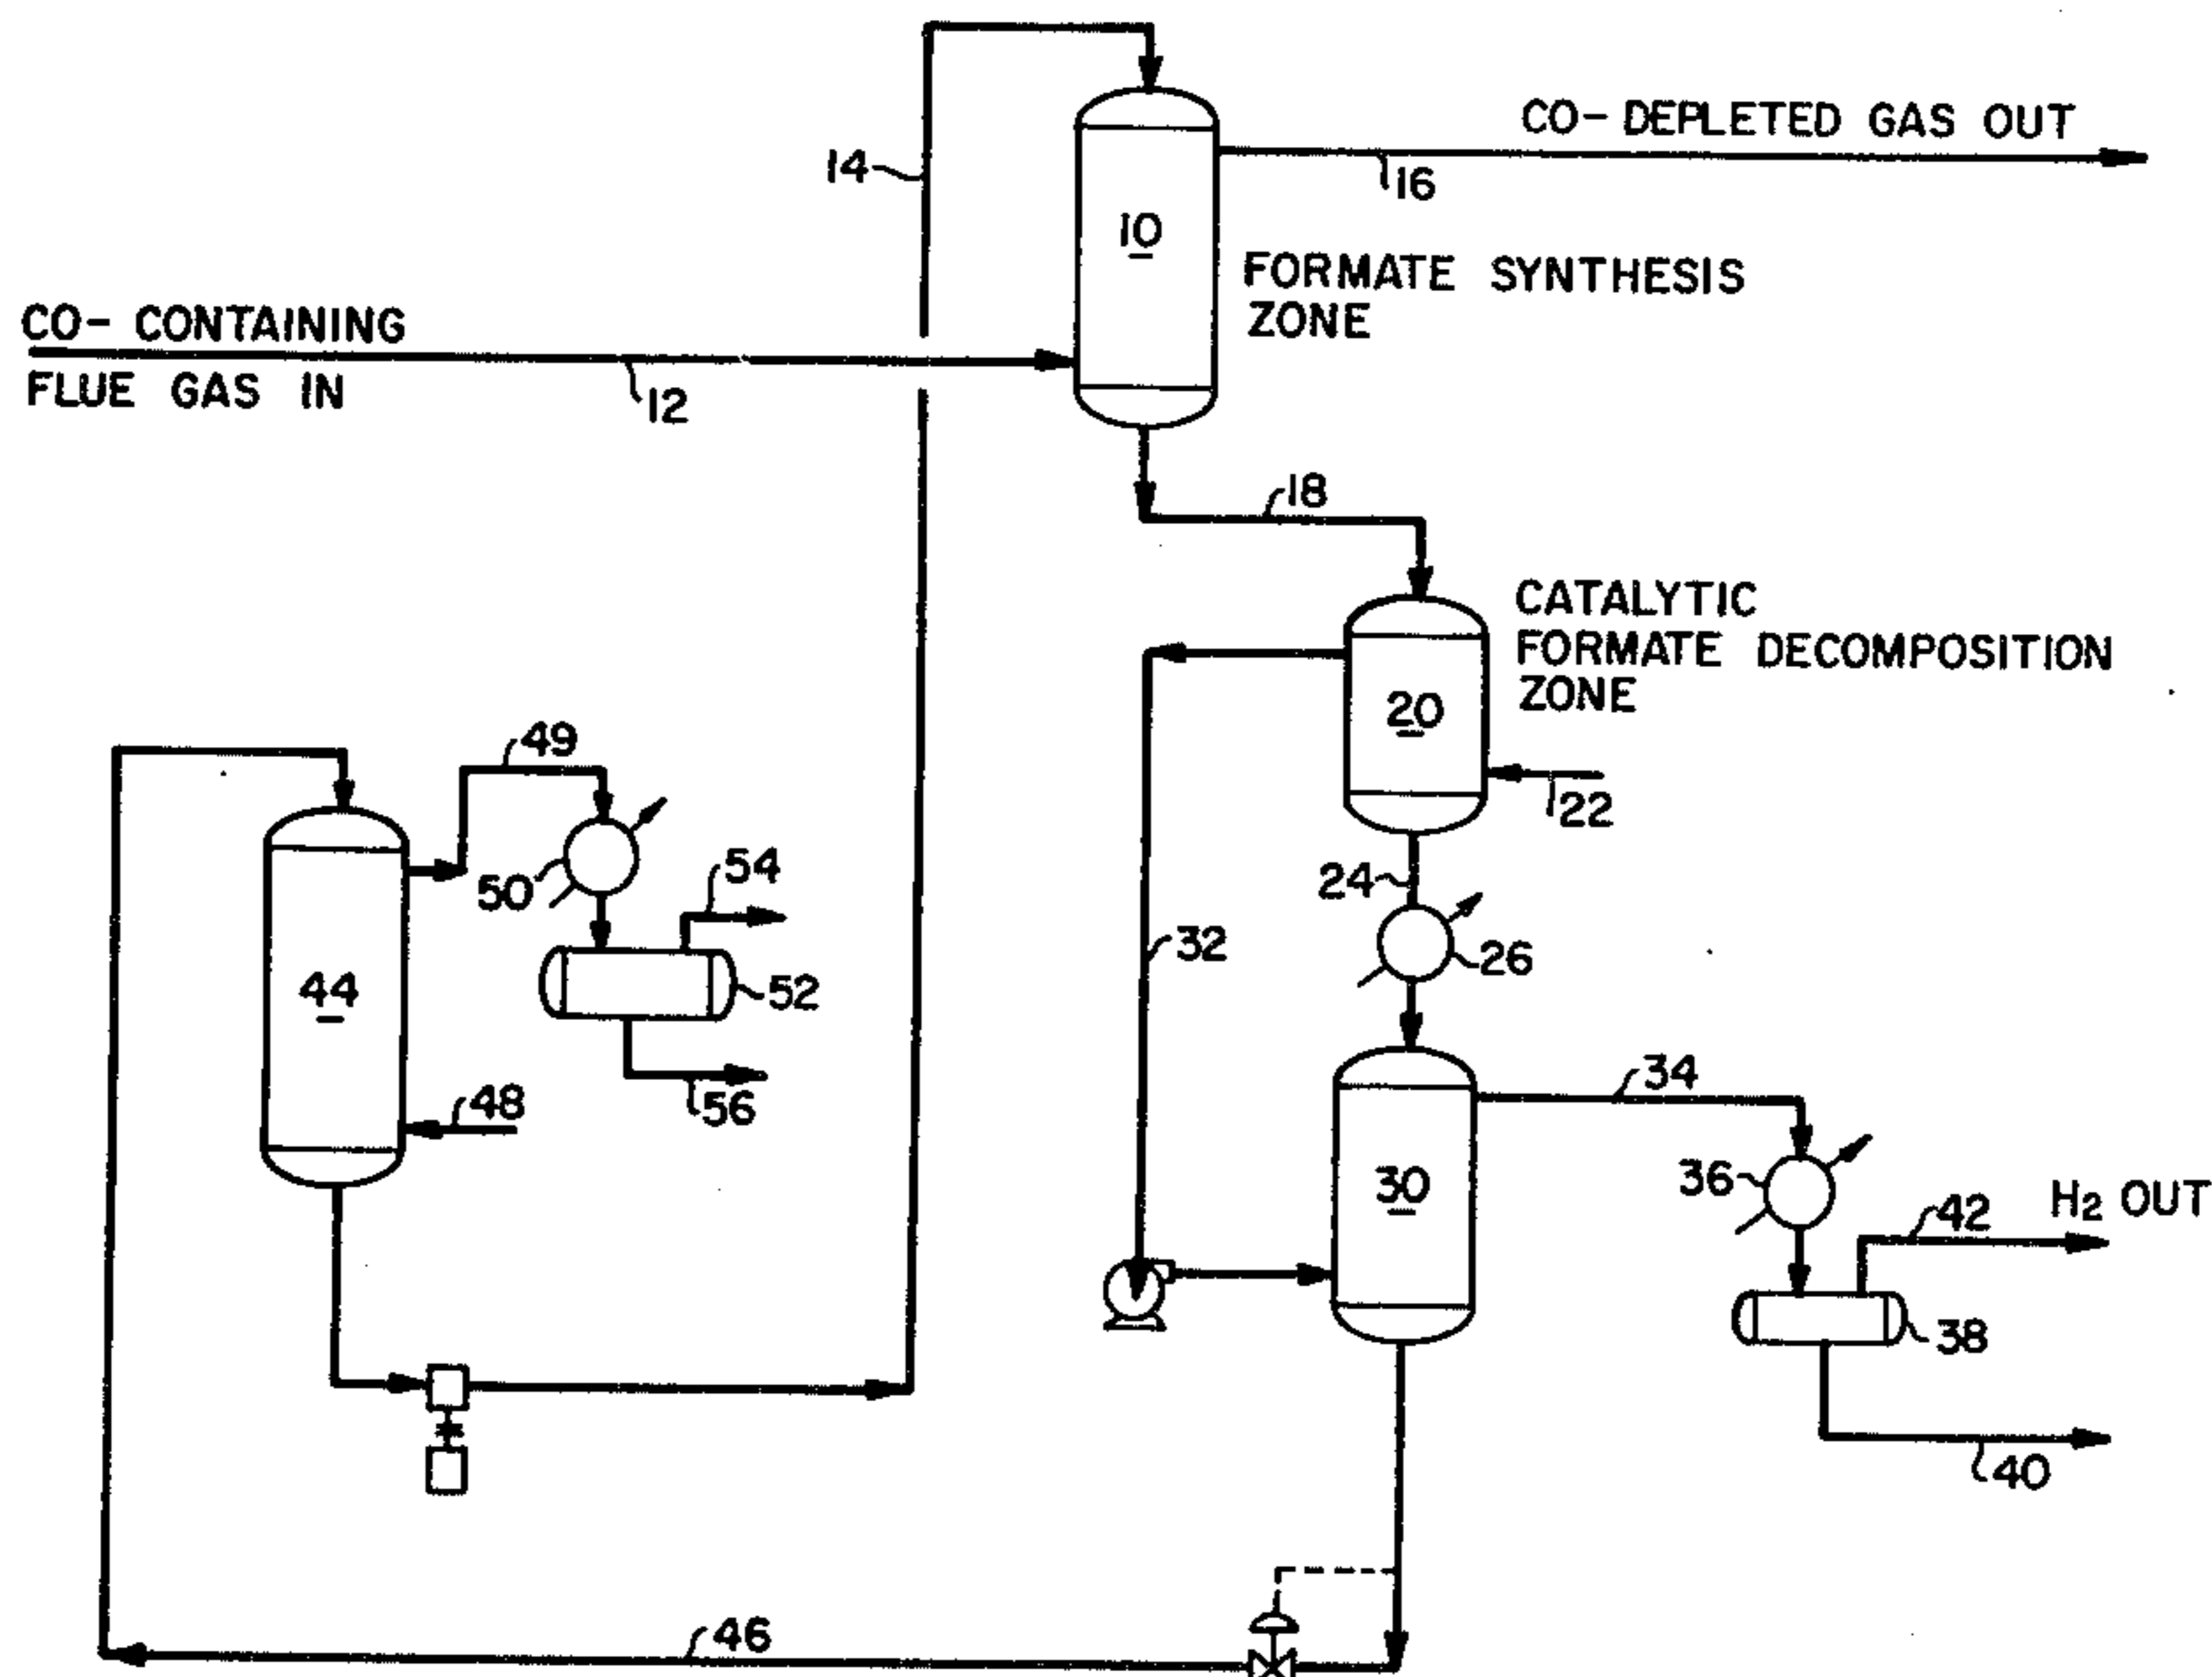 CO- DEPLETED GAS OUT
14
16
10
FORMATE SYNTHESIS
ZONE
CO- CONTAINING
FLUE GAS IN
12
18
CATALYTIC
FORMATE DECOMPOSITION
ZONE
20
22
49
50
54
24
32
26
44
52
48
56
34
30
36
42
H2 OUT
38
40
46